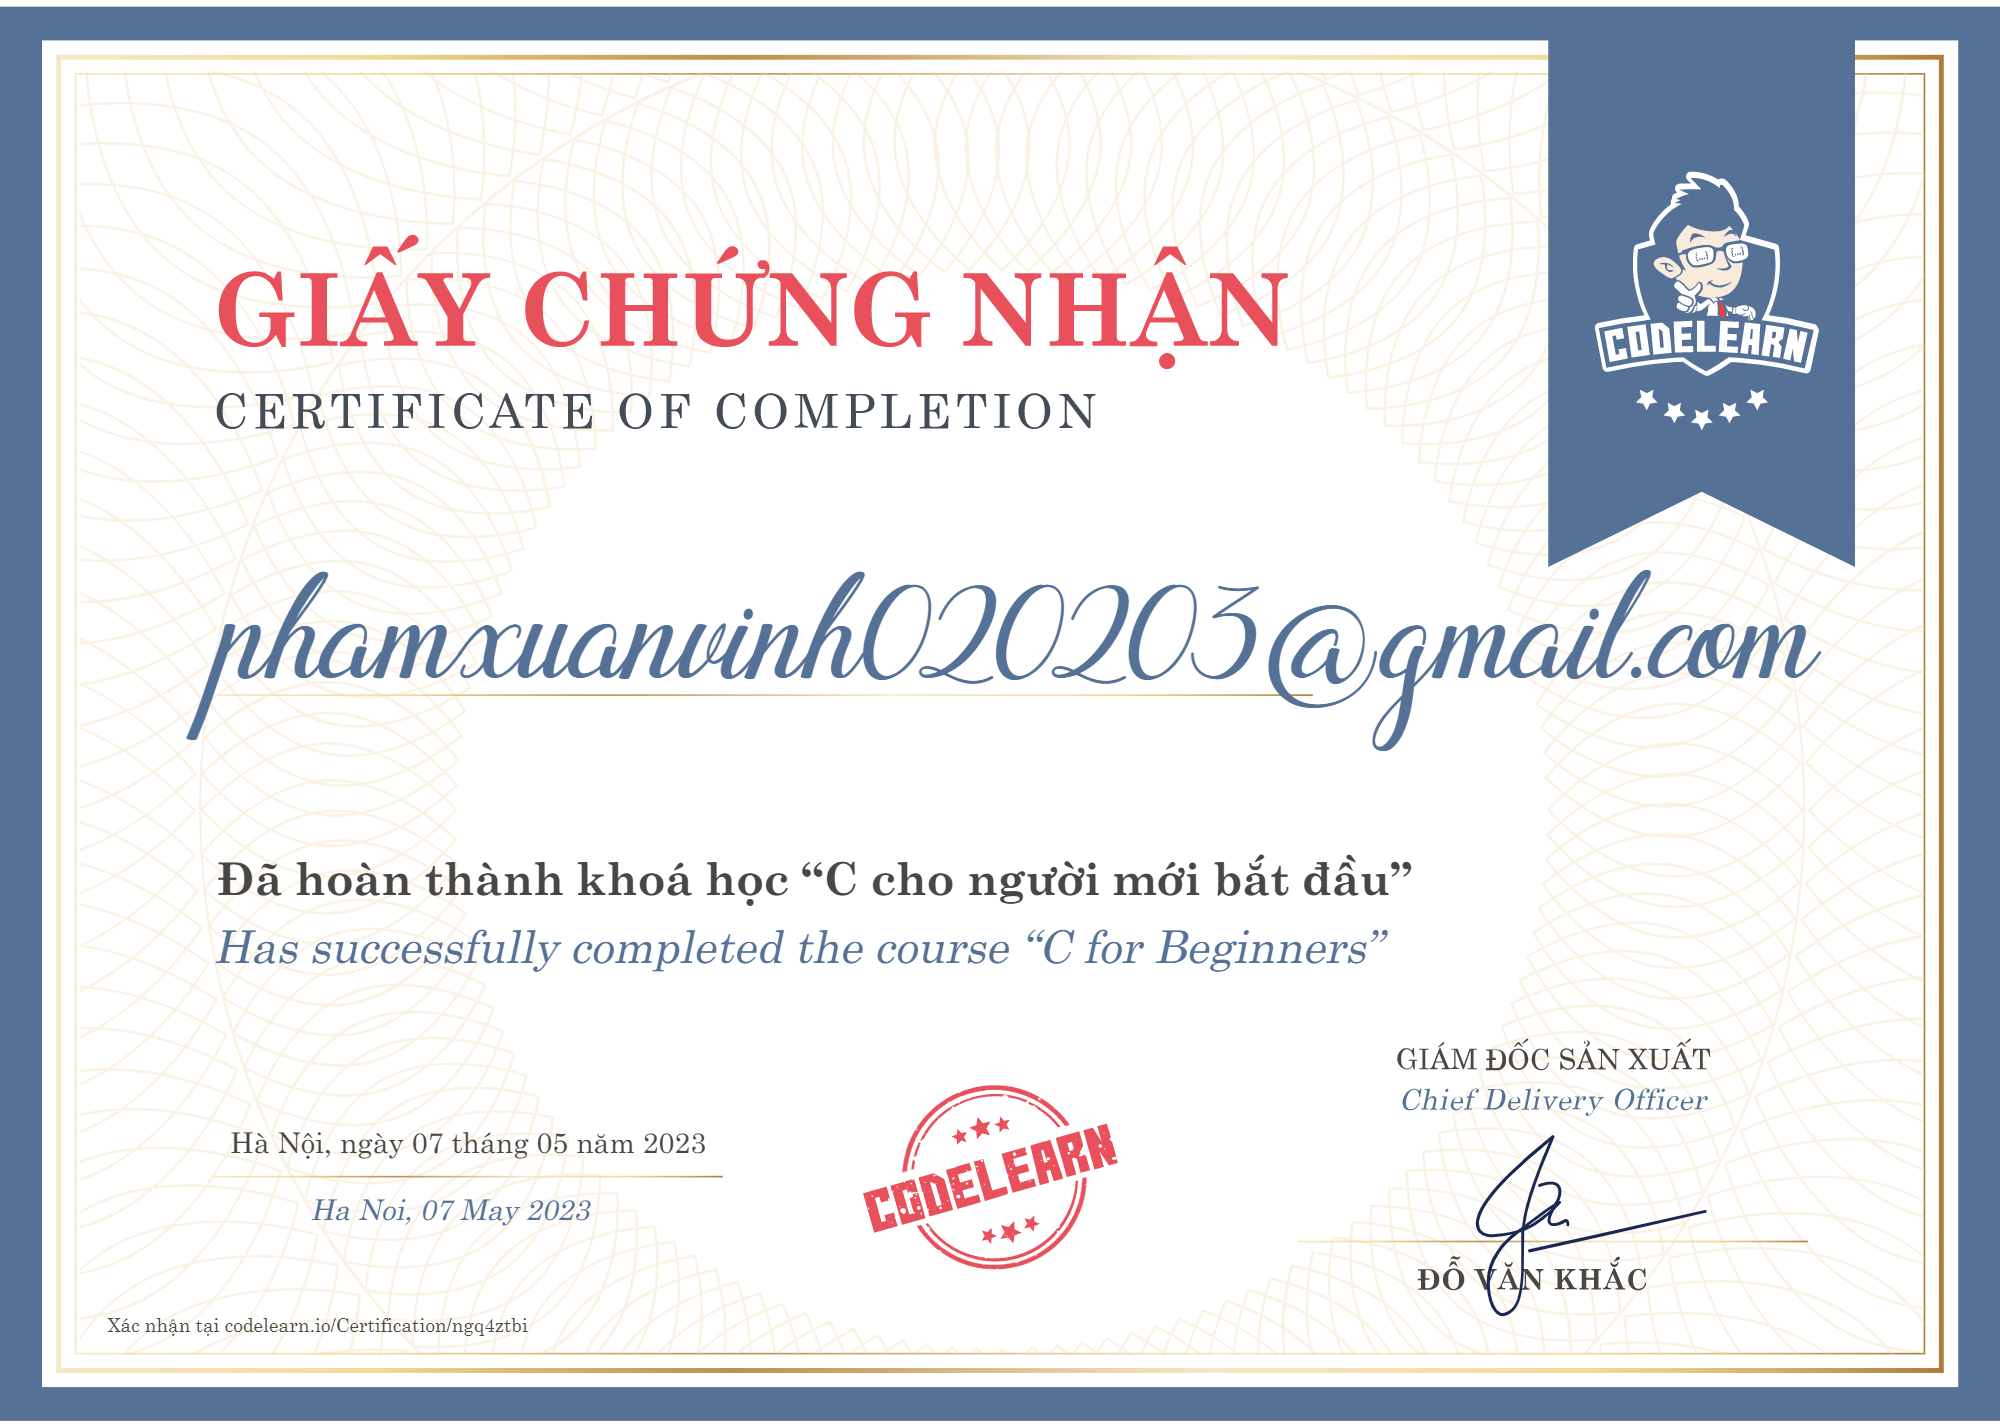 GIẤY CHỨNG NHẬN
CERTIFICATE OF COMPLETION
CODELEARN
phamxuanvinh020203@gmail.com
Đã hoàn thành khoá học “C cho người mới bắt đầu”
Has successfully completed the course “C for Beginners”
GIÁM ĐỐC SẢN XUẤT
Chief Delivery Officer
Hà Nội, ngày 07 tháng 05 năm 2023
Ha Noi, 07 May 2023
CODELEARN
ĐỖ VĂN KHẮC
Xác nhận tại codelearn.io/Certification/ngq4ztbi